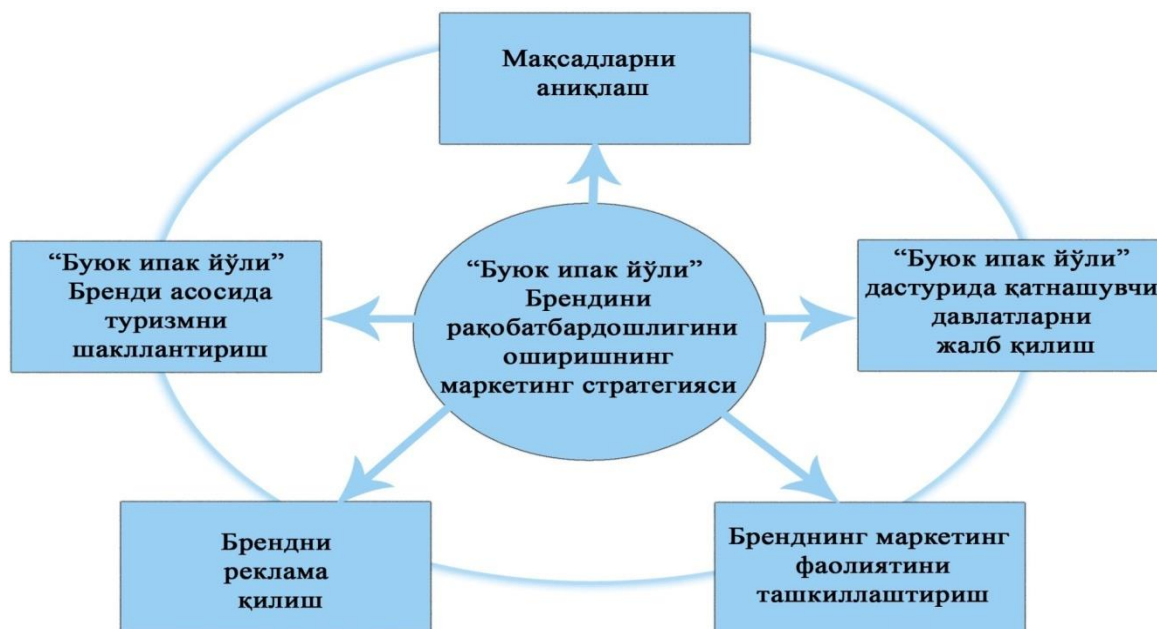 Мақсадларни
аниқлаш
“Буюк ипак йўли”
Бренди асосида
туризмни
шакллантириш
“Буюк ипак йўли”
Брендини
рақобатбардошлигини
оширишнинг
маркетинг стратегияси
“Буюк ипак йўли”
дастурида қатнашувчи
давлатларни
жалб қилиш
Брендни
реклама
қилиш
Бренднинг маркетинг
фаолиятини
ташкиллаштириш